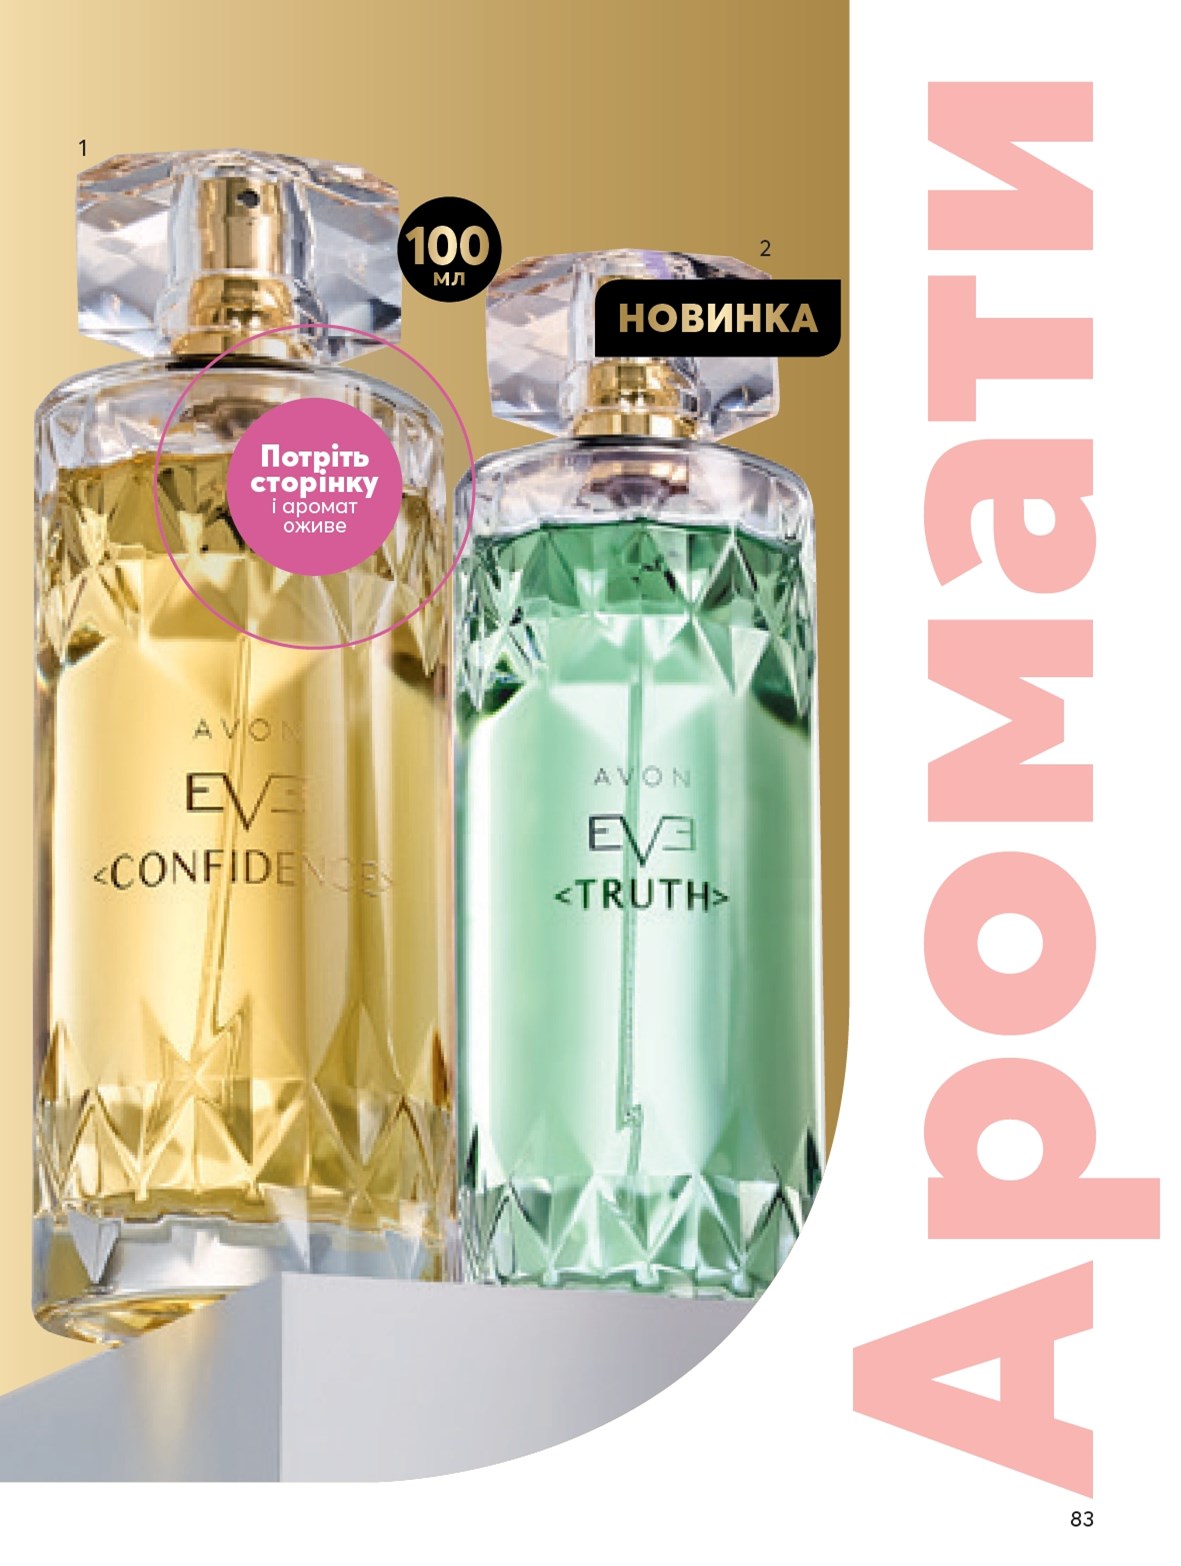 1
100
мл
2
НОВИНКА
Потріть
сторінку
і аромат
оживе
AVON
EVE
<CONFIDENCE>
AVON
EVE
<TRUTH>
Аромати
83